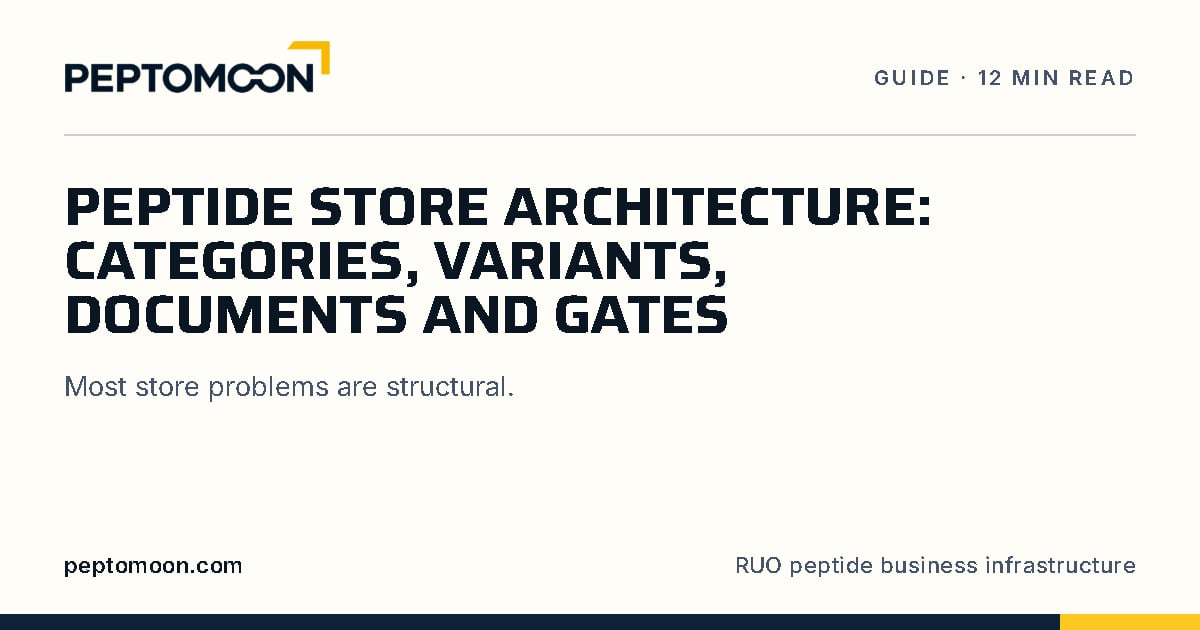 PEPTOMOON
GUIDE · 12 MIN READ
PEPTIDE STORE ARCHITECTURE:
CATEGORIES, VARIANTS,
DOCUMENTS AND GATES
Most store problems are structural.
peptomoon.com
RUO peptide business infrastructure